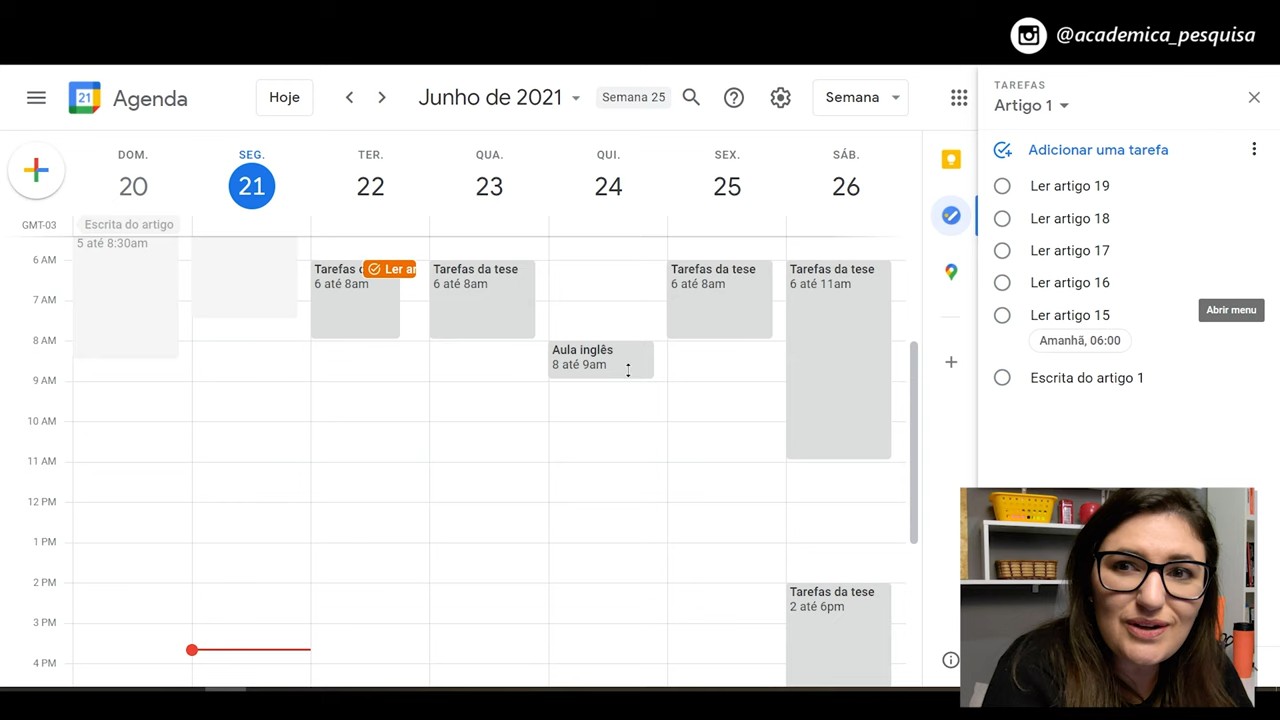 @academica_pesquisa
21 Agenda
Hoje
Junho de 2021
Semana 25
Semana
TAREFAS
Artigo 1
Adicionar uma tarefa
Ler artigo 19
Ler artigo 18
Ler artigo 17
Ler artigo 16
Abrir menu
Ler artigo 15
Amanhã, 06:00
Escrita do artigo 1
DOM. SEG. TER. QUA. QUI. SEX. SÁB.
20 21 22 23 24 25 26
GMT-03
Escrita do artigo
5 até 8:30am
6 AM
7 AM
8 AM
9 AM
10 AM
11 AM
12 PM
1 PM
2 PM
3 PM
4 PM
Tarefas
6 até 8am
Ler ar
Tarefas da tese
6 até 8am
Aula inglês
8 até 9am
Tarefas da tese
6 até 8am
Tarefas da tese
6 até 11am
Tarefas da tese
2 até 6pm